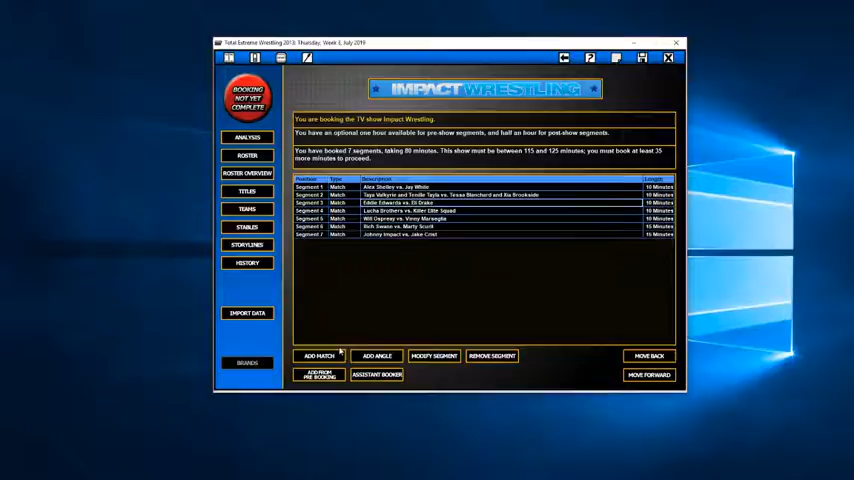 Total Extreme Wrestling 2013: Thursday, Week 3, July 2019
BOOKING
NOT YET
COMPLETE
IMPACT WRESTLING
You are booking the TV show Impact Wrestling.
You have an optional one hour available for pre-show segments, and half an hour for post-show segments.
You have booked 7 segments, taking 80 minutes. This show must be between 115 and 125 minutes; you must book at least 35
more minutes to proceed.
ANALYSIS
ROSTER
ROSTER OVERVIEW
TITLES
TEAMS
STABLES
STORYLINES
HISTORY
IMPORT DATA
BRANDS
Position Type Description Length
Segment 1 Match Alex Shelley vs. Jay White 10 Minutes
Segment 2 Match Taya Valkyrie and Tenille Tayla vs. Tessa Blanchard and Xia Brookside 10 Minutes
Segment 3 Match Eddie Edwards vs. Eli Drake 10 Minutes
Segment 4 Match Lucha Brothers vs. Killer Elite Squad 10 Minutes
Segment 5 Match Will Ospreay vs. Vinny Marseglia 10 Minutes
Segment 6 Match Rich Swann vs. Marty Scurll 15 Minutes
Segment 7 Match Johnny Impact vs. Jake Crist 15 Minutes
ADD MATCH ADD ANGLE MODIFY SEGMENT REMOVE SEGMENT MOVE BACK
ADD FROM
PRE BOOKING
ASSISTANT BOOKER MOVE FORWARD